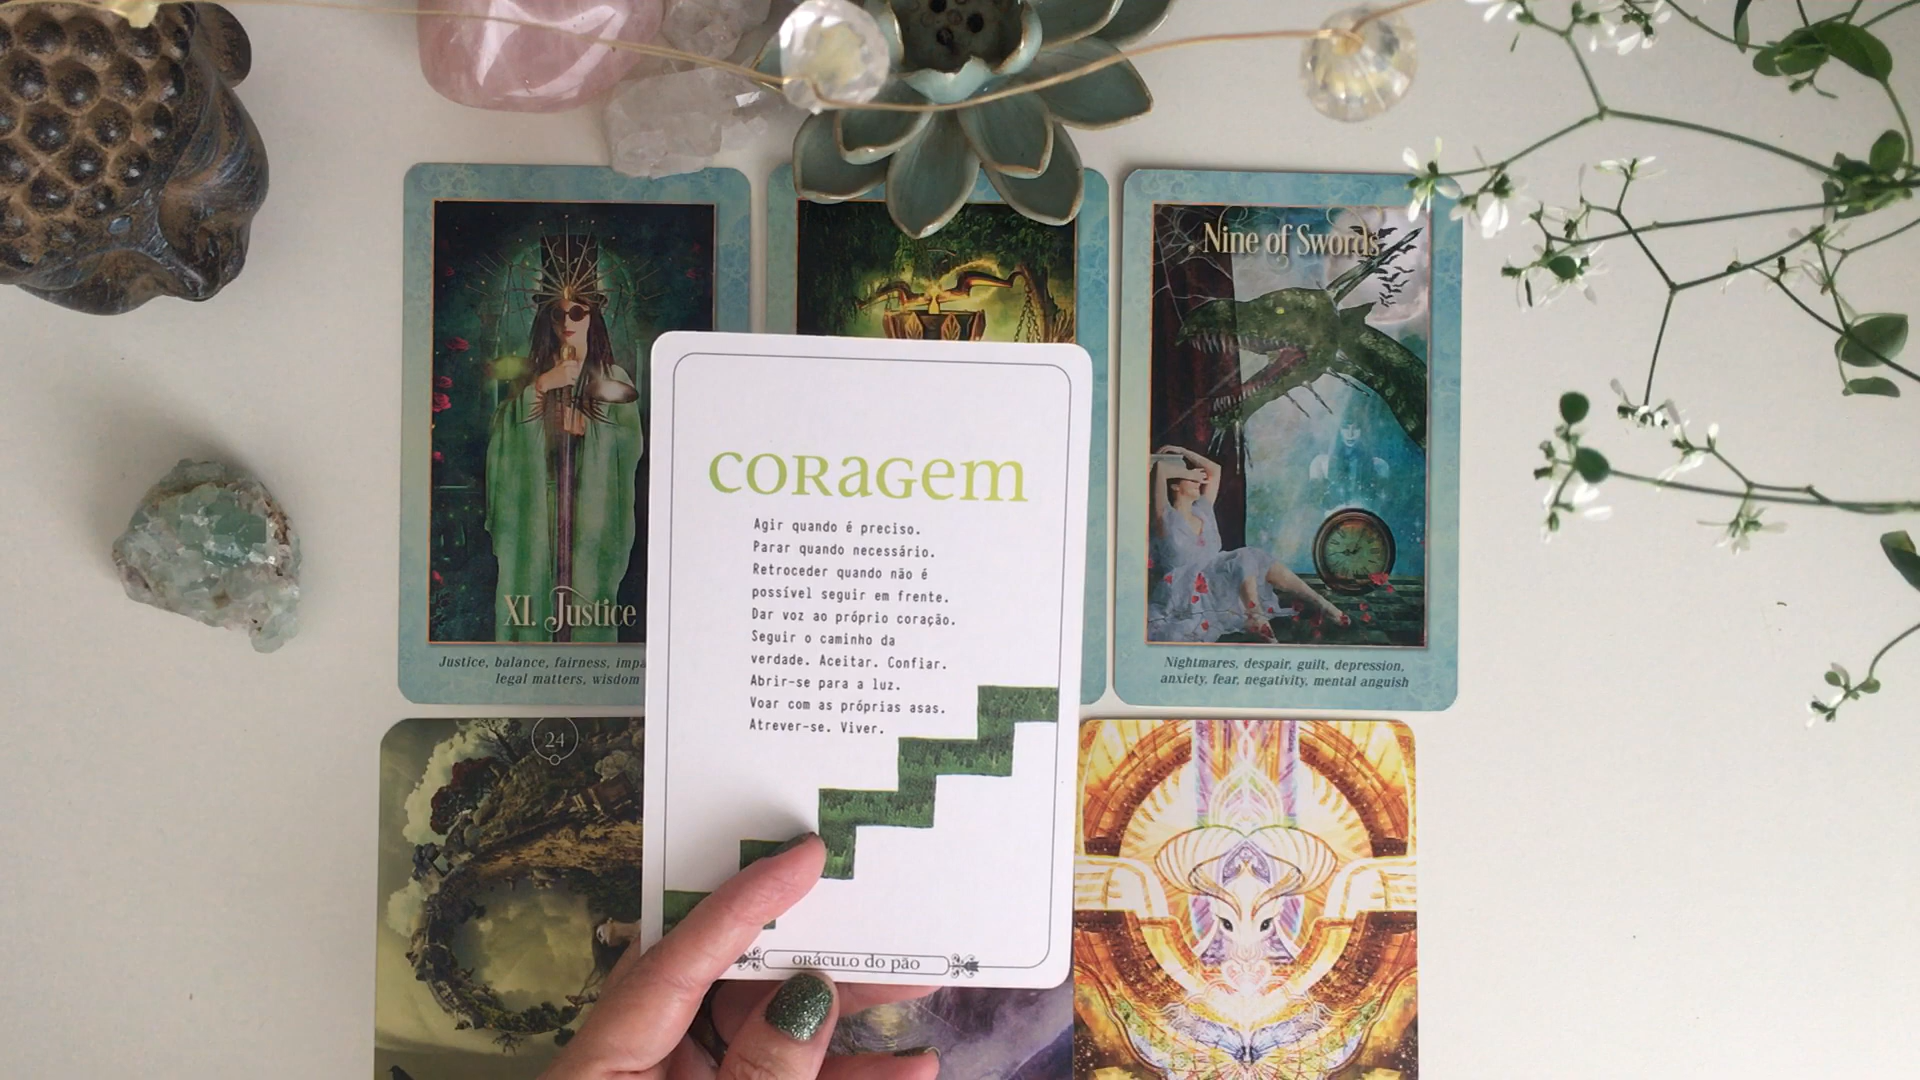 Nine of Swords
XI. Justice
Justice, balance, fairness,
legal matters, wisdom
Nightmares, despair, guilt, depression,
anxiety, fear, negativity, mental anguish
24
CORAGEM
Agir quando é preciso.
Parar quando necessário.
Retroceder quando não é
possível seguir em frente.
Dar voz ao próprio coração.
Seguir o caminho da
verdade. Aceitar. Confiar.
Abrir-se para a luz.
Voar com as próprias asas.
Atrever-se. Viver.
ORÁCULO do pão